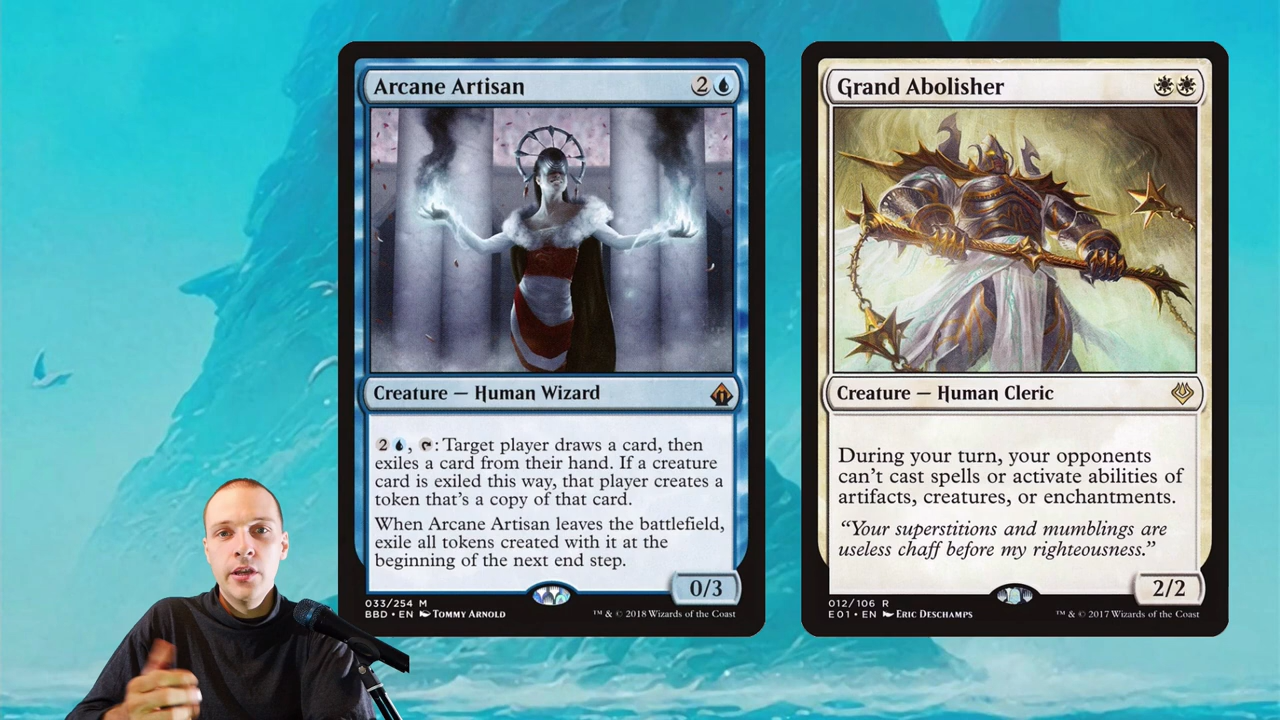 Arcane Artisan 2
Creature — Human Wizard
2 , : Target player draws a card, then
exiles a card from their hand. If a creature
card is exiled this way, that player creates a
token that's a copy of that card.
When Arcane Artisan leaves the battlefield,
exile all tokens created with it at the
beginning of the next end step.
0/3
033/254 M
BBD • EN Tommy Arnold
™ & © 2018 Wizards of the Coast
Grand Abolisher
Creature — Human Cleric
During your turn, your opponents
can't cast spells or activate abilities of
artifacts, creatures, or enchantments.
“Your superstitions and mumblings are
useless chaff before my righteousness.”
2/2
012/106 R
E01 • EN Eric Deschamps
™ & © 2017 Wizards of the Coast